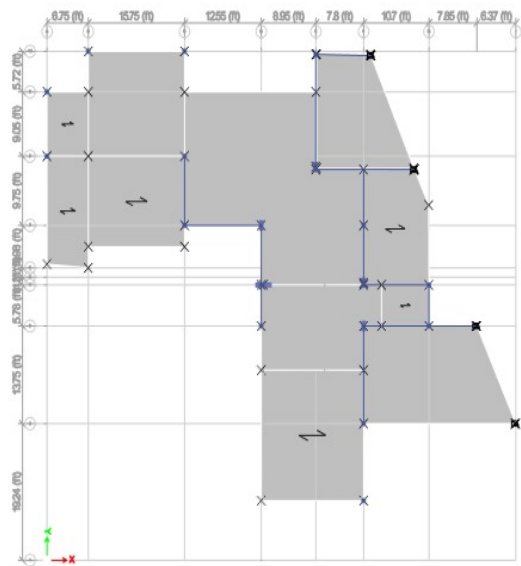 6.75 (ft) 15.75 (ft) 12.55 (ft) 8.95 (ft) 7.8 (ft) 10.7 (ft) 7.85 (ft) 6.37 (ft)
5.72 (ft)
9.05 (ft)
9.75 (ft)
5.78 (ft)
13.75 (ft)
19.24 (ft)
Y
X